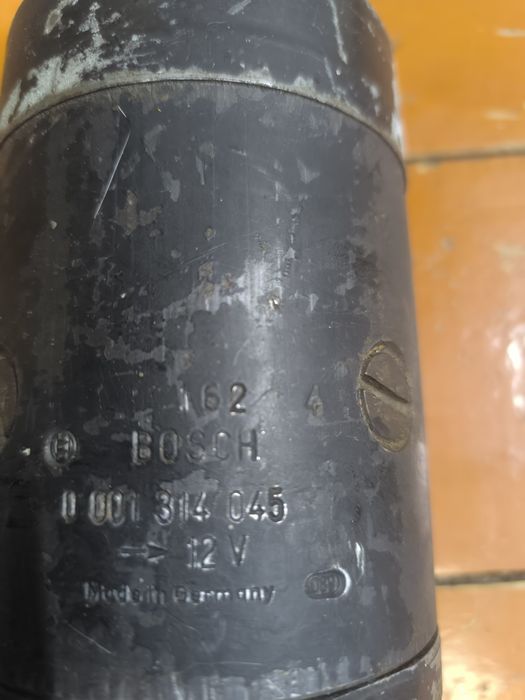 162 4
BOSCH
0 001 314 045
→ 12 V
Made in Germany